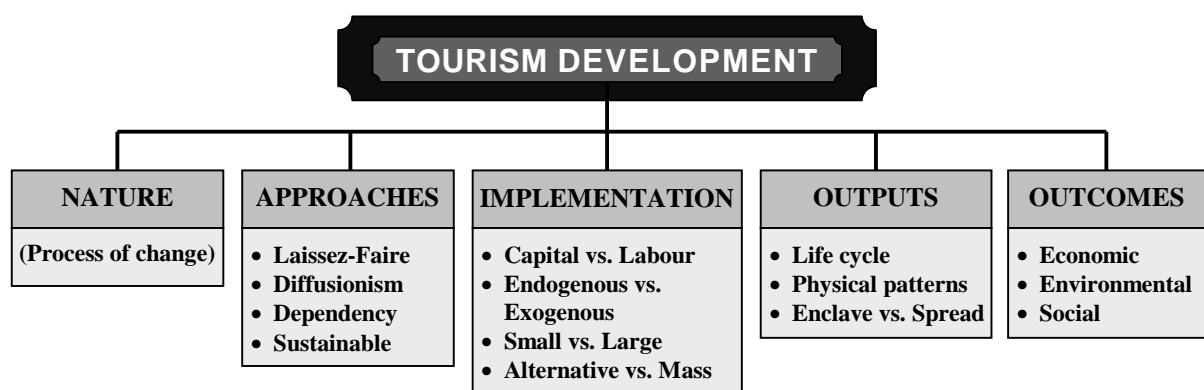 TOURISM DEVELOPMENT
NATURE
(Process of change)
APPROACHES
• Laissez-Faire
• Diffusionism
• Dependency
• Sustainable
IMPLEMENTATION
• Capital vs. Labour
• Endogenous vs.
Exogenous
• Small vs. Large
• Alternative vs. Mass
OUTPUTS
• Life cycle
• Physical patterns
• Enclave vs. Spread
OUTCOMES
• Economic
• Environmental
• Social